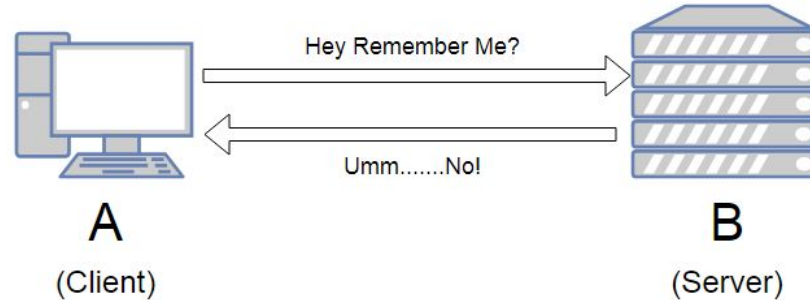 Hey Remember Me?
Umm.......No!
A
B
(Client)
(Server)